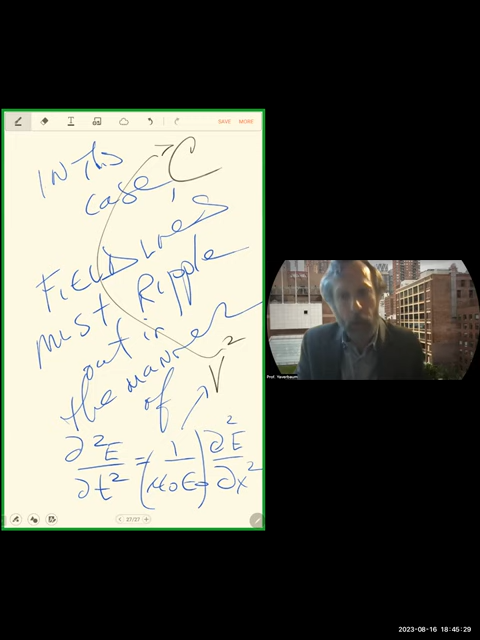 SAVE MORE
IN This
case,
C
FIELD Lines
must Ripple
out in
the manner
of
V²
∂²E/∂t² = (1/μ₀ε₀) ∂²E/∂x²
27/27
Prof. Yaverbaum
2023-08-16 18:45:29